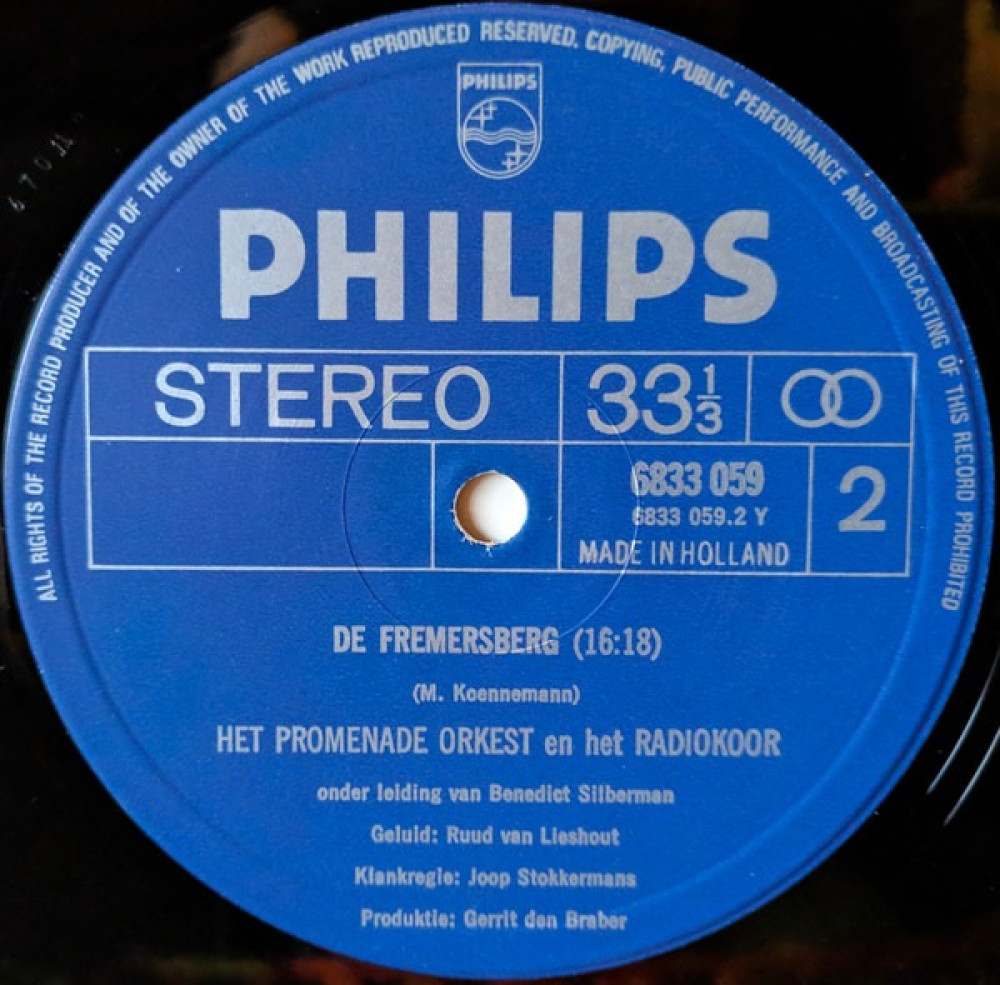 ALL RIGHTS OF THE RECORD PRODUCER AND OF THE OWNER OF THE WORK REPRODUCED RESERVED. COPYING, PUBLIC PERFORMANCE AND BROADCASTING OF THIS RECORD PROHIBITED
PHILIPS
PHILIPS
STEREO 33⅓
6833 059
6833 059.2 Y
2
MADE IN HOLLAND
DE FREMERSBERG (16:18)
(M. Koennemann)
HET PROMENADE ORKEST en het RADIOKOOR
onder leiding van Benedict Silberman
Geluid: Ruud van Lieshout
Klankregie: Joop Stokkermans
Produktie: Gerrit den Braber